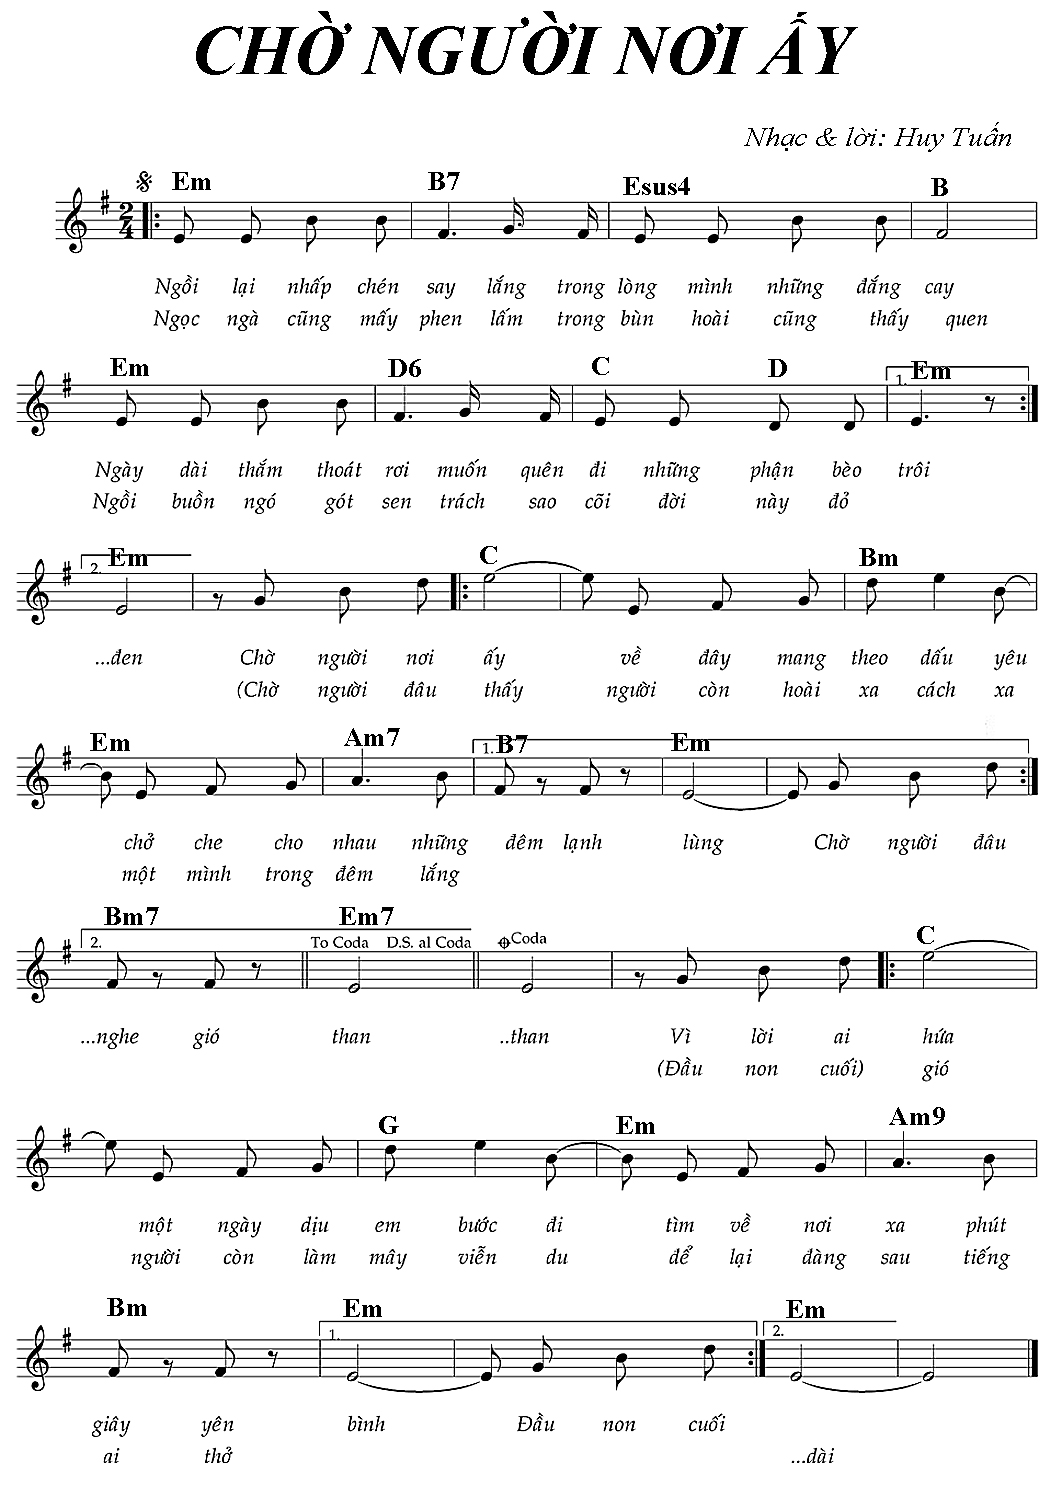 CHỜ NGƯỜI NƠI ẤY
Nhạc & lời: Huy Tuấn
Em B7 Esus4 B
2 4
Ngồi lại nhấp chén say lắng trong lòng mình những đắng cay
Ngọc ngà cũng mấy phen lấm trong bùn hoài cũng thấy quen
Em D6 C D 1. Em
Ngày dài thắm thoát rơi muốn quên đi những phận bèo trôi
Ngồi buồn ngó gót sen trách sao cõi đời này đỏ
2. Em C Bm
...đen Chờ người nơi ấy về đây mang theo dấu yêu
(Chờ người đâu thấy người còn hoài xa cách xa
Em Am7 1. B7 Em
chở che cho nhau những đêm lạnh lùng Chờ người đâu
một mình trong đêm lắng
Bm7 Em7 C
2. To Coda D.S. al Coda Coda
...nghe gió than ..than Vì lời ai hứa
(Đầu non cuối) gió
G Em Am9
một ngày dịu em bước đi tìm về nơi xa phút
người còn làm mây viễn du để lại đàng sau tiếng
Bm Em Em
1. 2.
giây yên bình Đầu non cuối
ai thở ...dài